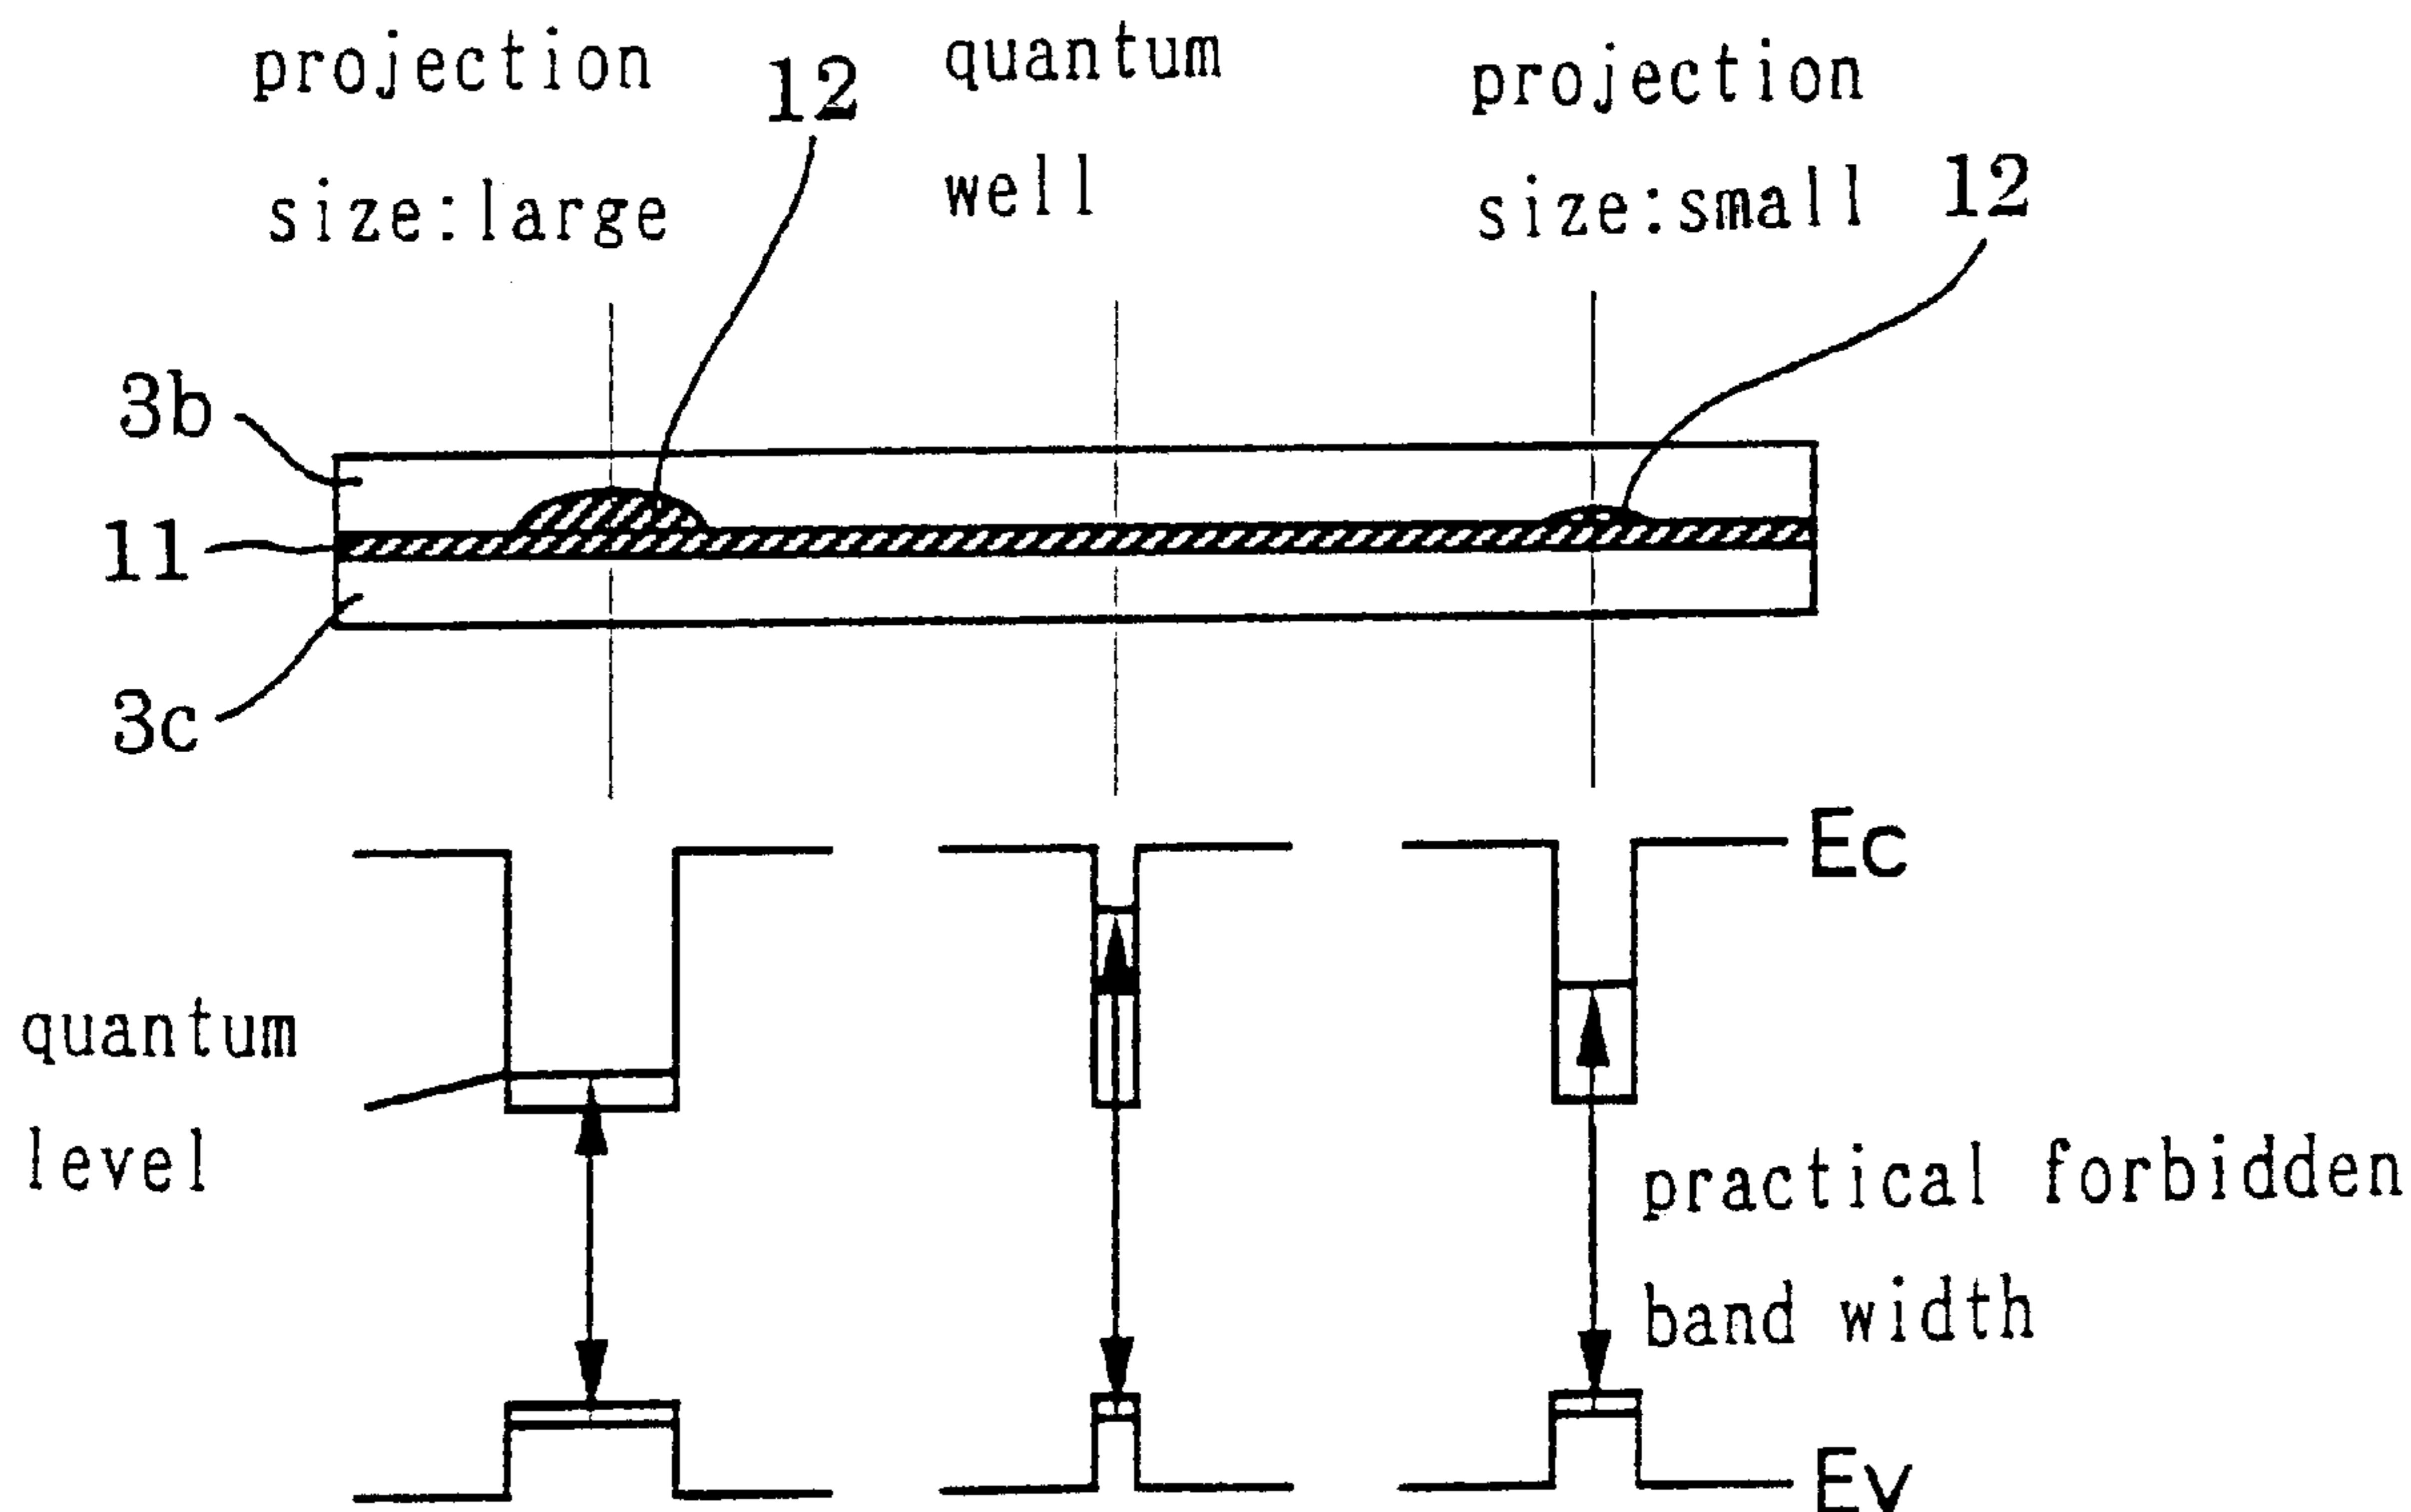 projection
size:large
12
quantum
well
projection
size:small
12
3b
11
3c
Ec
quantum
level
practical forbidden
band width
Ev